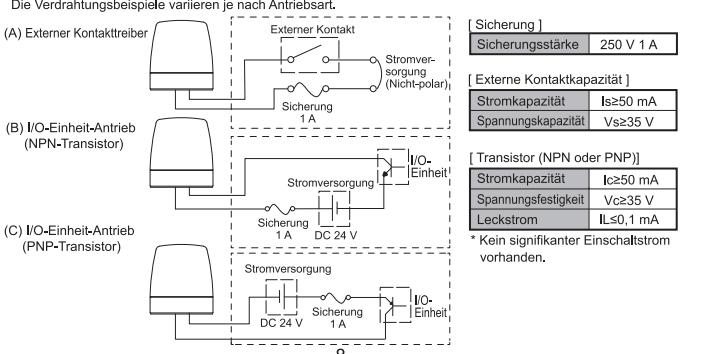 Die Verdrahtungsbeispiele variieren je nach Antriebsart.
(A) Externer Kontakttreiber
Externer Kontakt
Stromver-
sorgung
(Nicht-polar)
Sicherung
1 A
(B) I/O-Einheit-Antrieb
(NPN-Transistor)
I/O-
Einheit
Stromversorgung
Sicherung
1 A
DC 24 V
(C) I/O-Einheit-Antrieb
(PNP-Transistor)
Stromversorgung
DC 24 V
Sicherung
1 A
I/O-
Einheit
[ Sicherung ]
Sicherungsstärke 250 V 1 A
[ Externe Kontaktkapazität ]
Stromkapazität Is≥50 mA
Spannungskapazität Vs≥35 V
[ Transistor (NPN oder PNP)]
Stromkapazität Ic≥50 mA
Spannungsfestigkeit Vc≥35 V
Leckstrom IL≤0,1 mA
* Kein signifikanter Einschaltstrom
vorhanden.